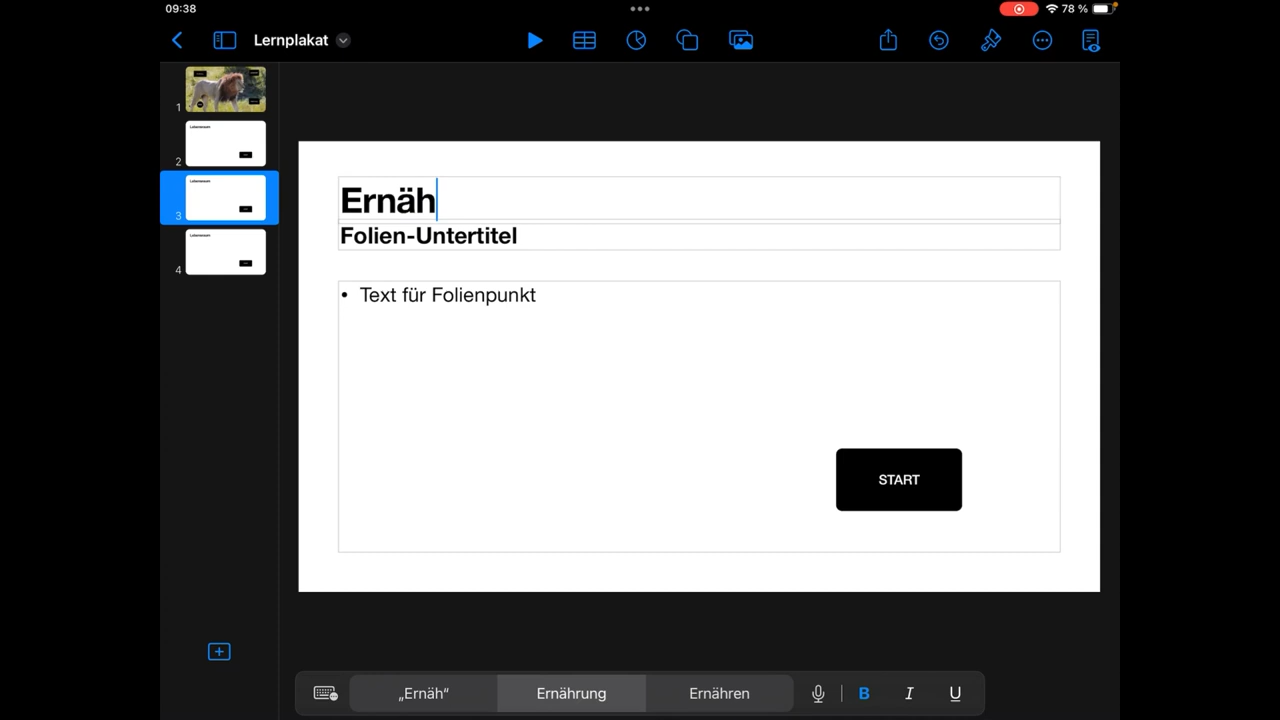 09:38
78 %
Lernplakat
1
2
3
4
Ernäh
Folien-Untertitel
• Text für Folienpunkt
START
„Ernäh“
Ernährung
Ernähren
B I U